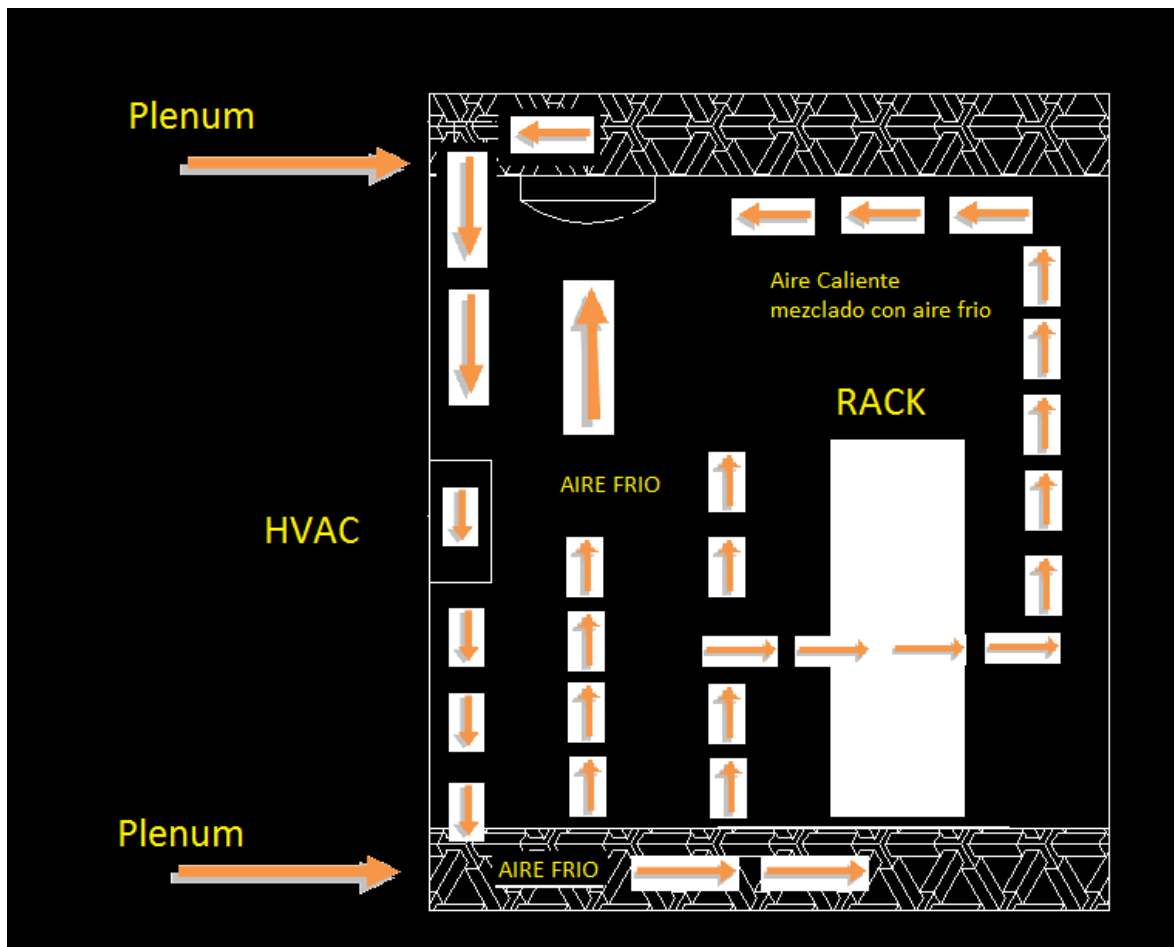 Plenum
Aire Caliente
mezclado con aire frio
RACK
AIRE FRIO
HVAC
Plenum
AIRE FRIO